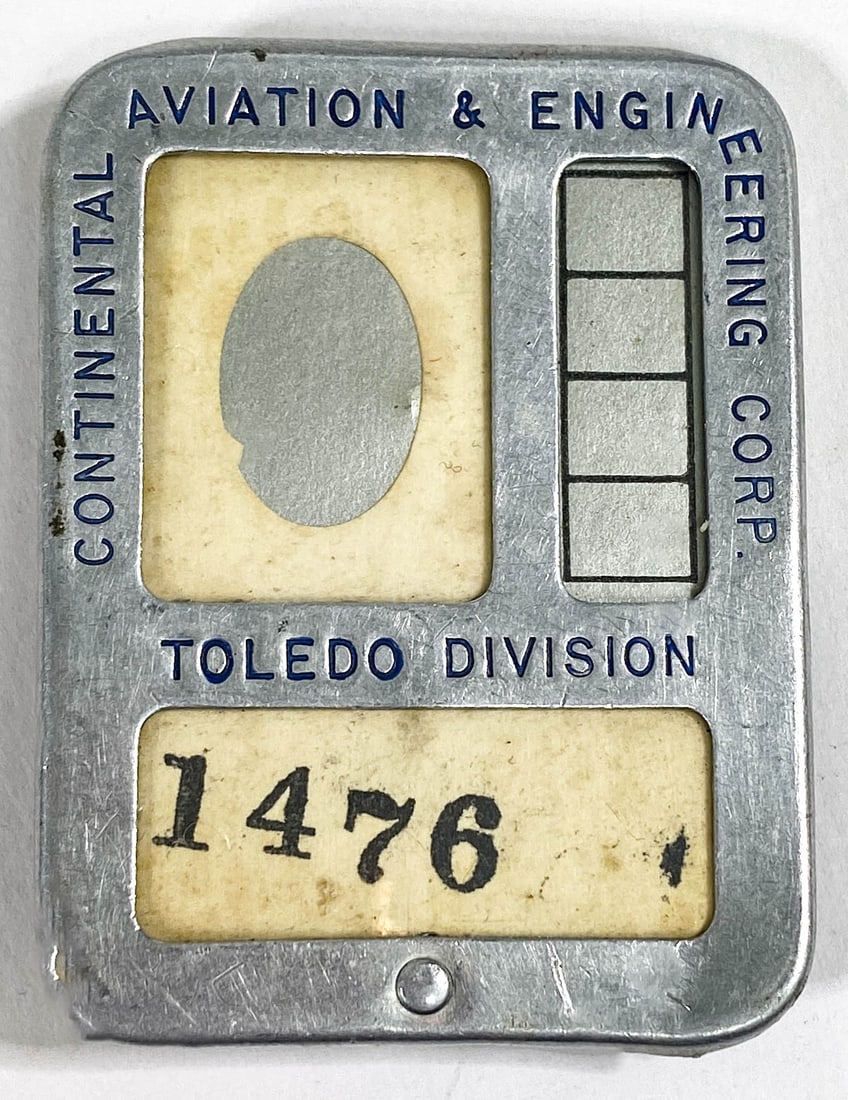 CONTINENTAL AVIATION & ENGINEERING CORP.
TOLEDO DIVISION
1476